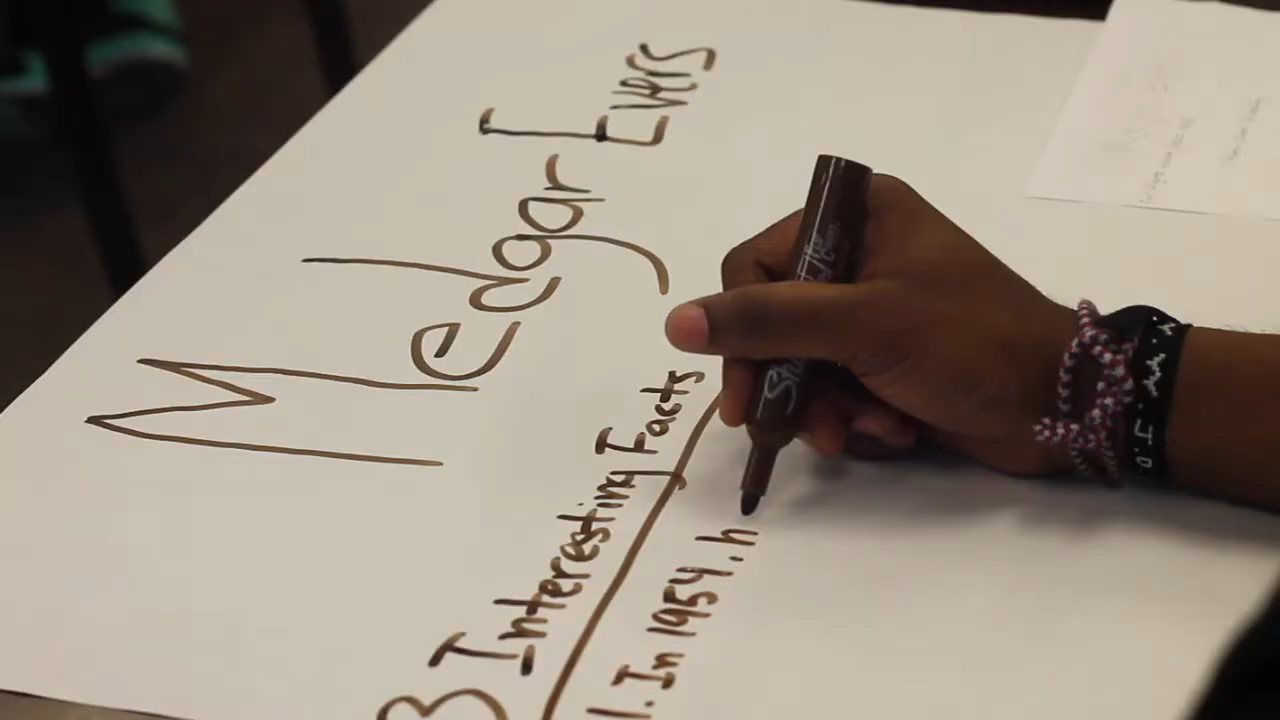 Medgar Evers
3 Interesting Facts
1. In 1954, h